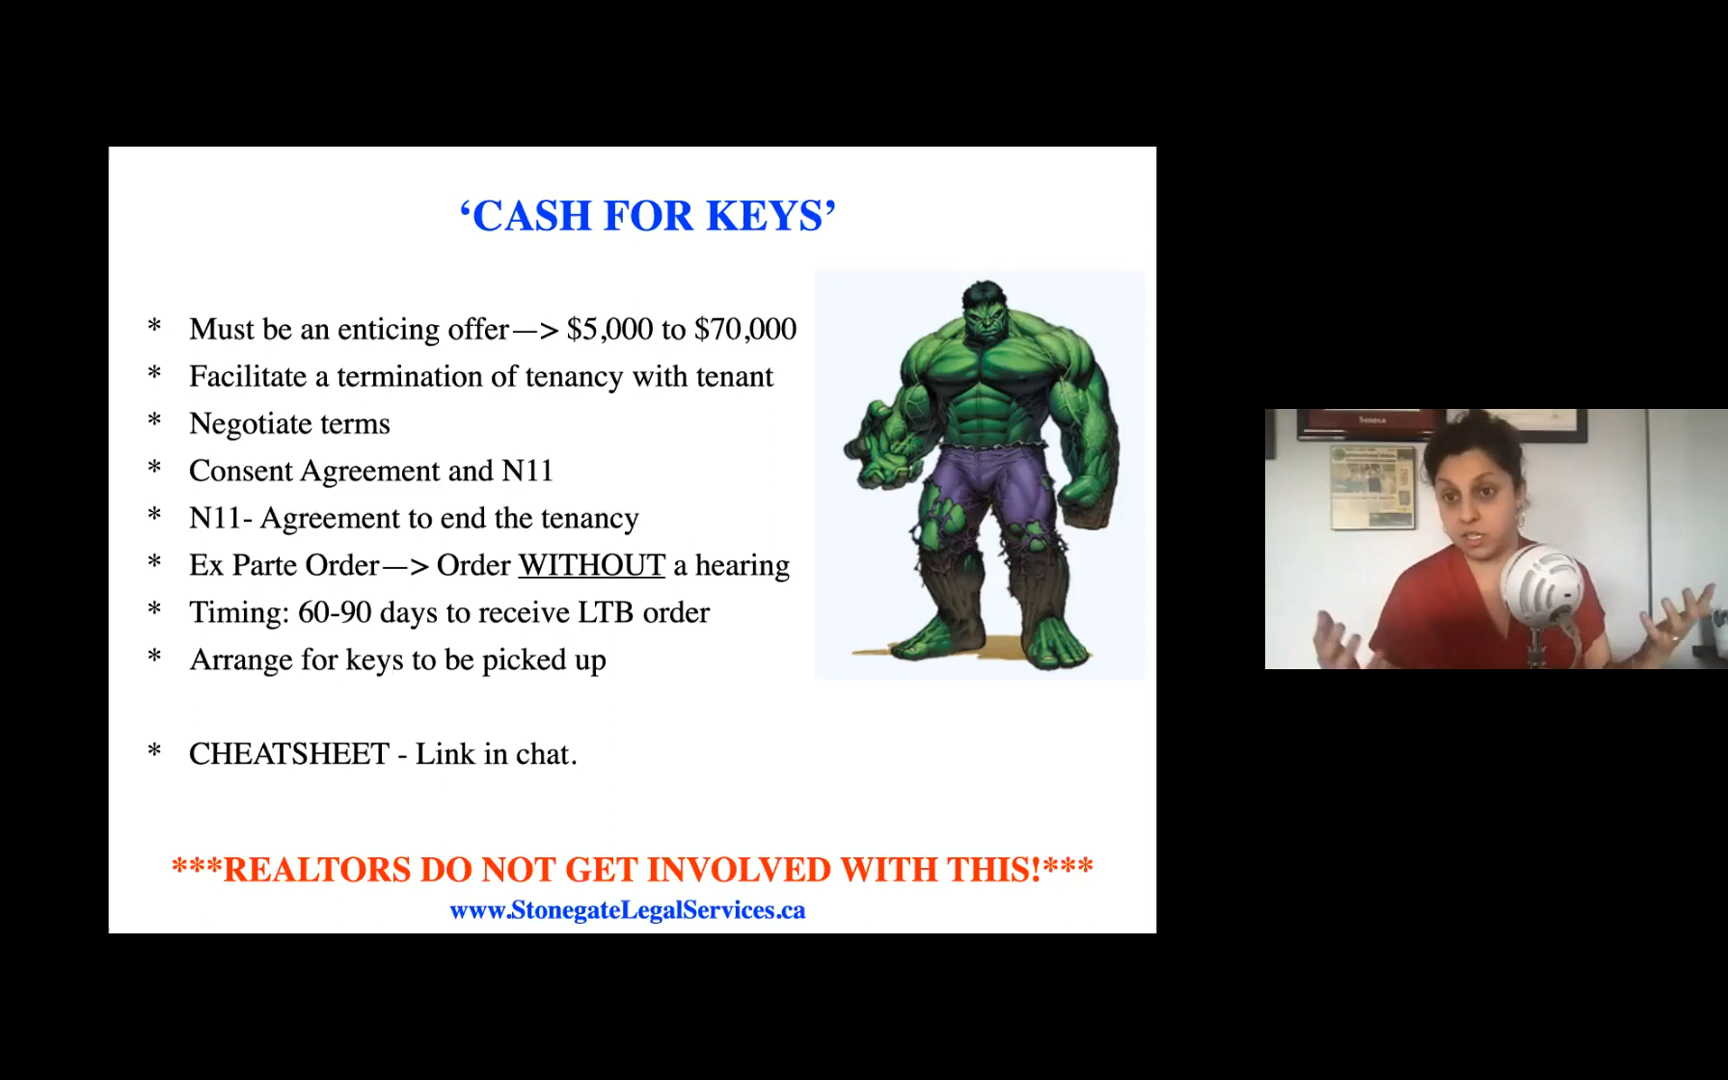 ‘CASH FOR KEYS’
* Must be an enticing offer—> $5,000 to $70,000
* Facilitate a termination of tenancy with tenant
* Negotiate terms
* Consent Agreement and N11
* N11- Agreement to end the tenancy
* Ex Parte Order—> Order WITHOUT a hearing
* Timing: 60-90 days to receive LTB order
* Arrange for keys to be picked up
* CHEATSHEET - Link in chat.
***REALTORS DO NOT GET INVOLVED WITH THIS!***
www.StonegateLegalServices.ca
Seneca